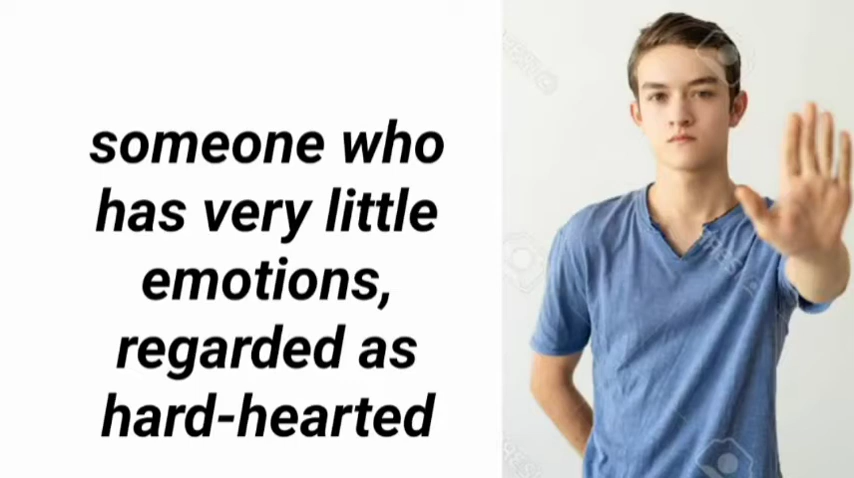 someone who
has very little
emotions,
regarded as
hard-hearted